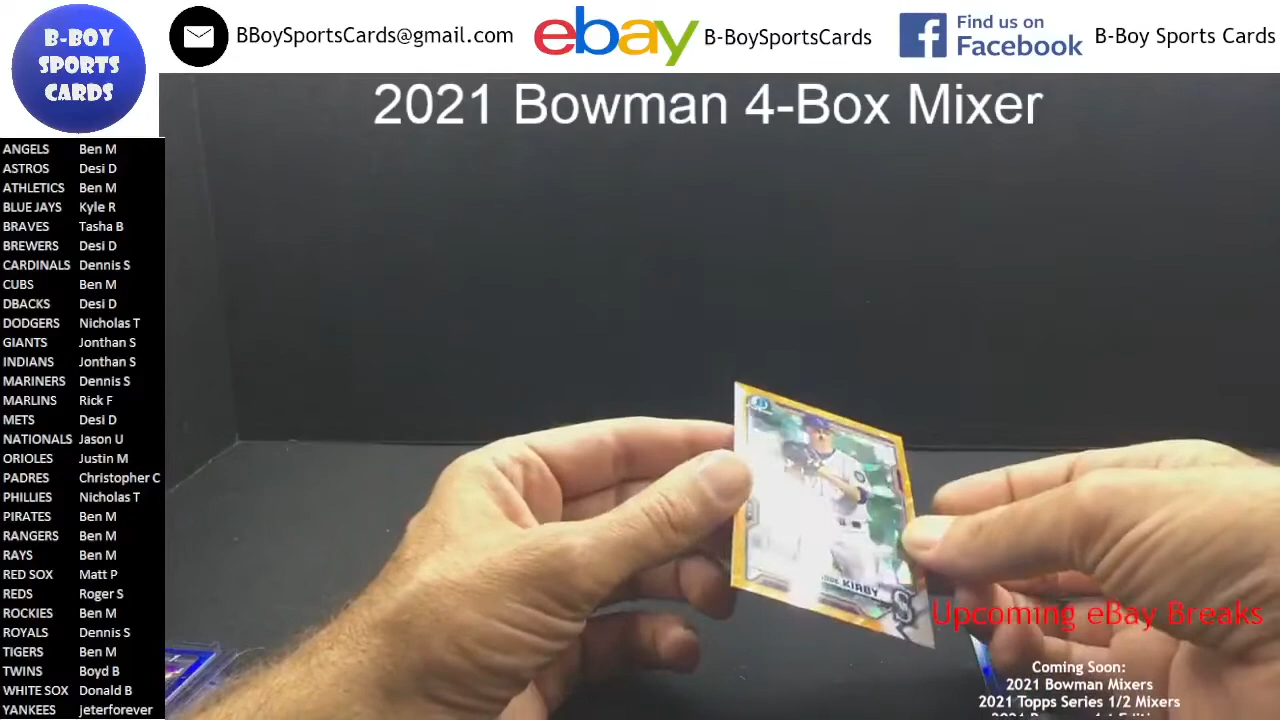 B-BOY
SPORTS
CARDS
BBoySportsCards@gmail.com
ebay
B-BoySportsCards
f
Find us on
Facebook
B-Boy Sports Cards
2021 Bowman 4-Box Mixer
ANGELS Ben M
ASTROS Desi D
ATHLETICS Ben M
BLUE JAYS Kyle R
BRAVES Tasha B
BREWERS Desi D
CARDINALS Dennis S
CUBS Ben M
DBACKS Desi D
DODGERS Nicholas T
GIANTS Jonthan S
INDIANS Jonthan S
MARINERS Dennis S
MARLINS Rick F
METS Desi D
NATIONALS Jason U
ORIOLES Justin M
PADRES Christopher C
PHILLIES Nicholas T
PIRATES Ben M
RANGERS Ben M
RAYS Ben M
RED SOX Matt P
REDS Roger S
ROCKIES Ben M
ROYALS Dennis S
TIGERS Ben M
TWINS Boyd B
WHITE SOX Donald B
YANKEES jeterforever
KIRBY
S
Upcoming eBay Breaks
Coming Soon:
2021 Bowman Mixers
2021 Topps Series 1/2 Mixers